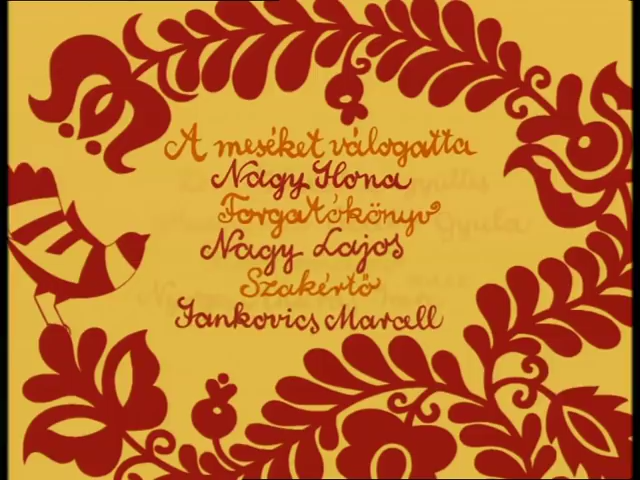 A meséket válogatta
Nagy Ilona
Forgatókönyv
Nagy Lajos
Szakértő
Jankovics Marcell